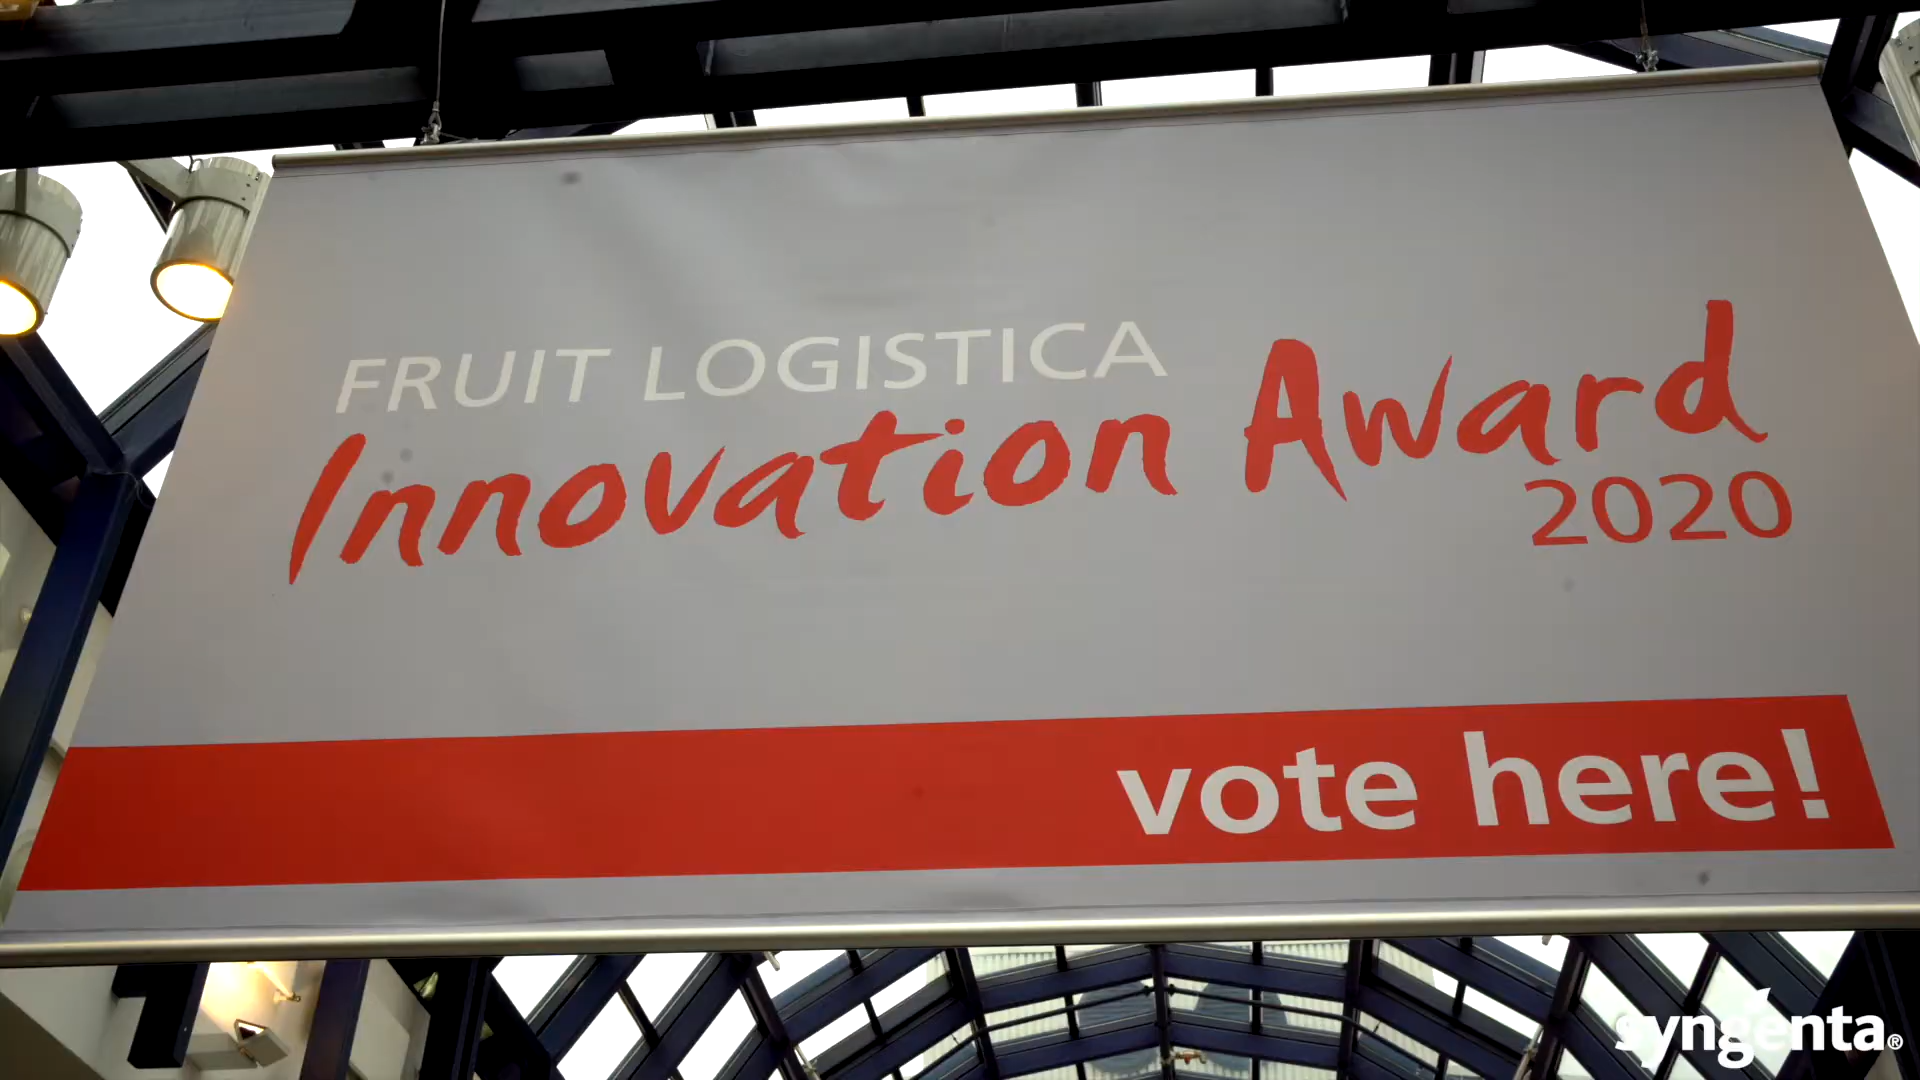 FRUIT LOGISTICA
Innovation Award
2020
vote here!
syngenta®